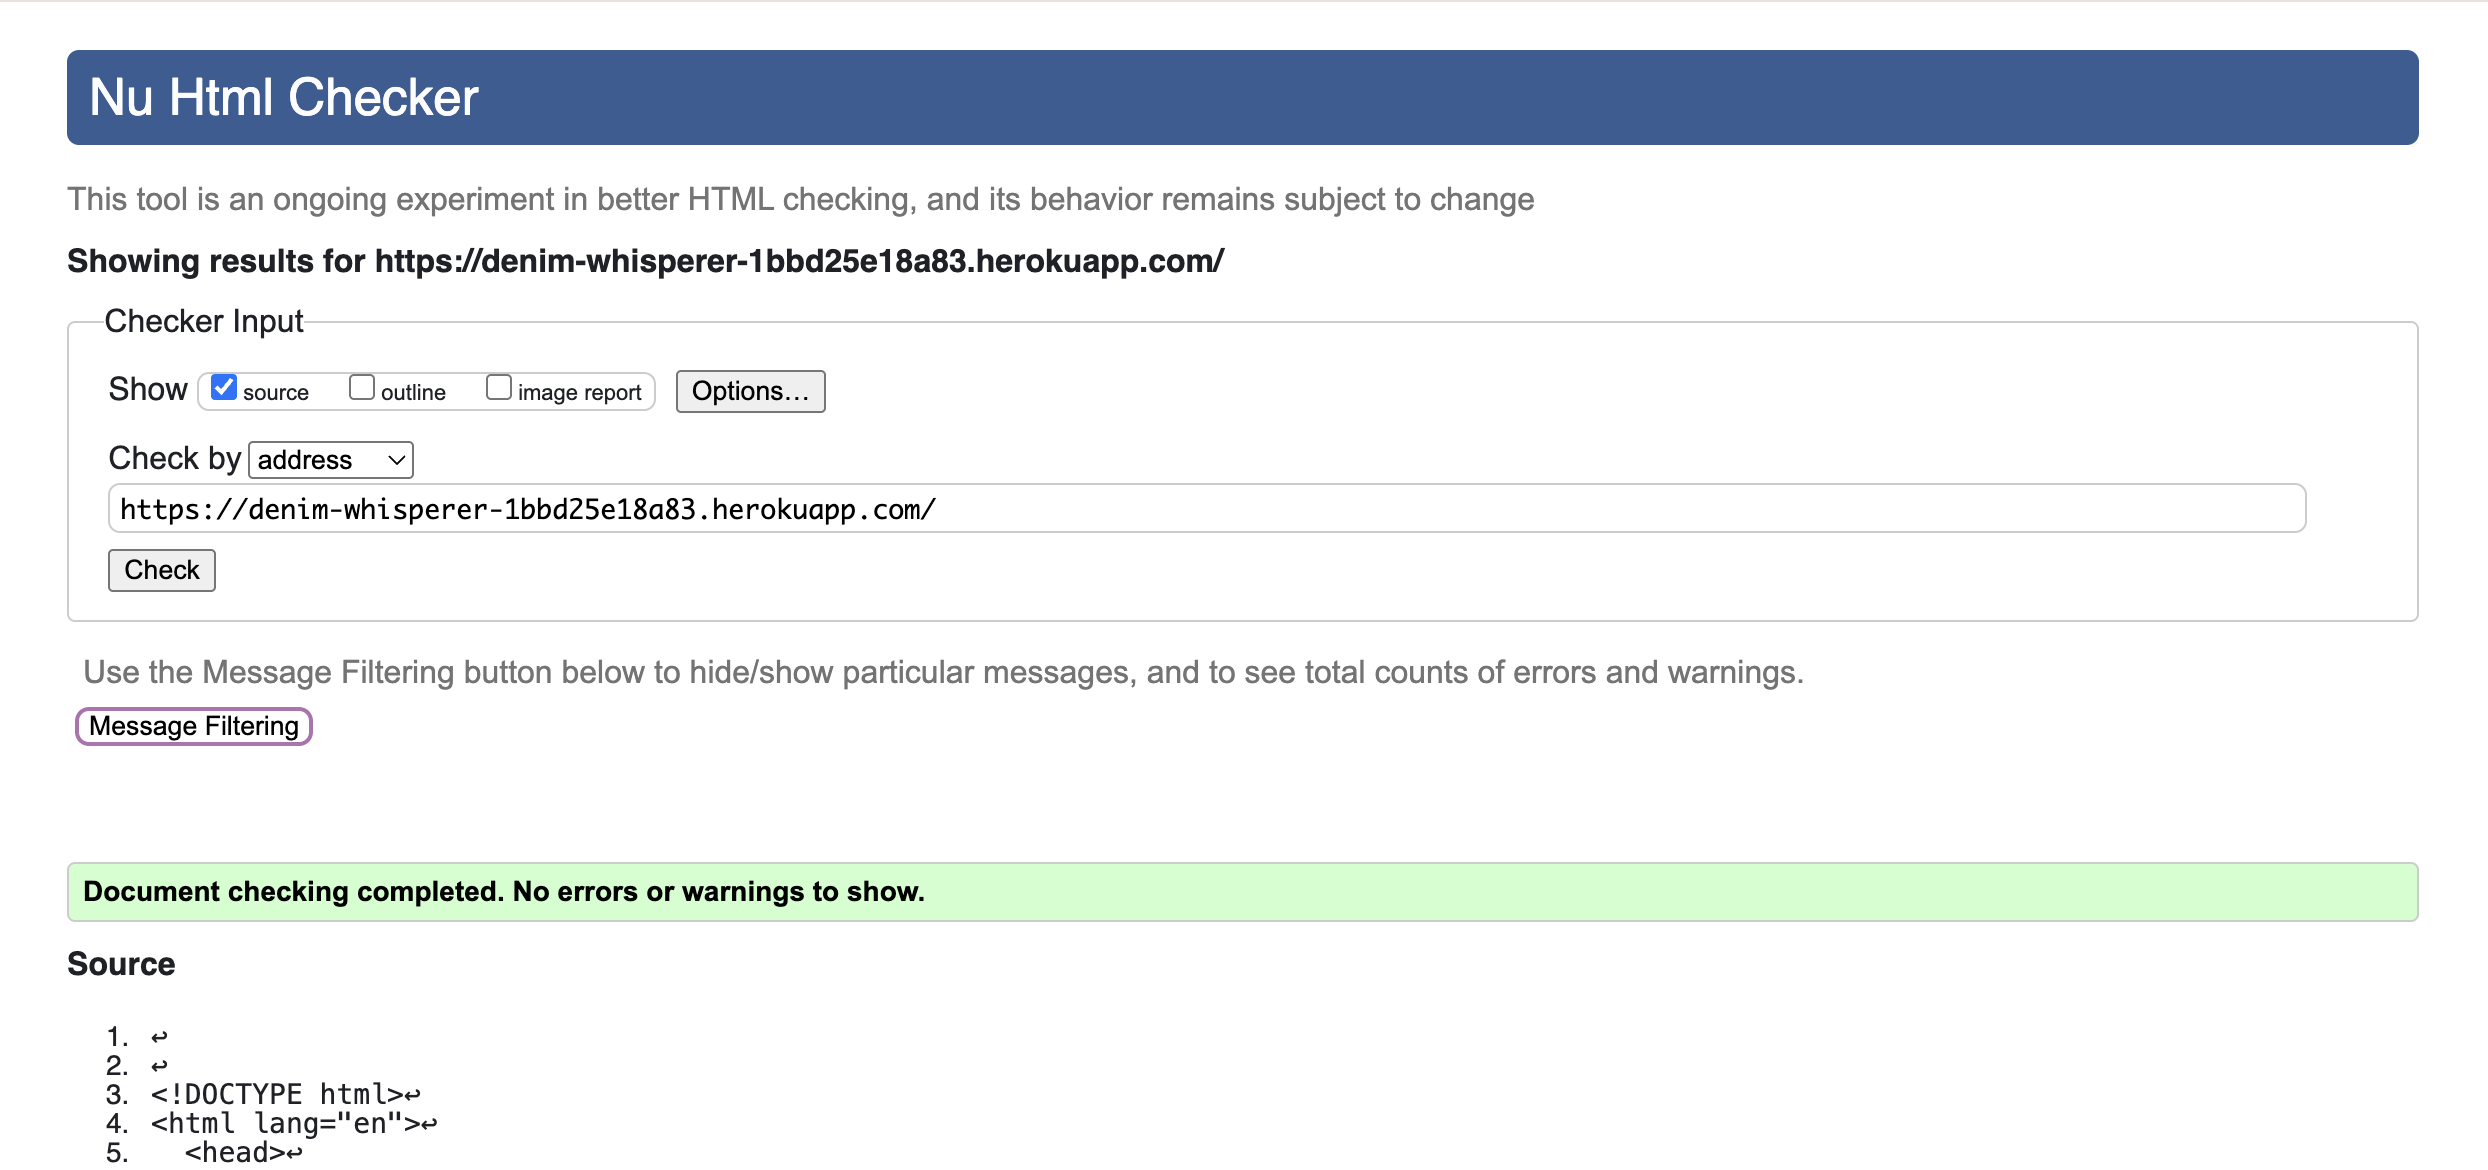 Nu Html Checker
This tool is an ongoing experiment in better HTML checking, and its behavior remains subject to change
Showing results for https://denim-whisperer-1bbd25e18a83.herokuapp.com/
Checker Input
Show source outline image report Options…
Check by address
https://denim-whisperer-1bbd25e18a83.herokuapp.com/
Check
Use the Message Filtering button below to hide/show particular messages, and to see total counts of errors and warnings.
Message Filtering
Document checking completed. No errors or warnings to show.
Source
1. ↩
2. ↩
3. <!DOCTYPE html>↩
4. <html lang="en">↩
5. <head>↩